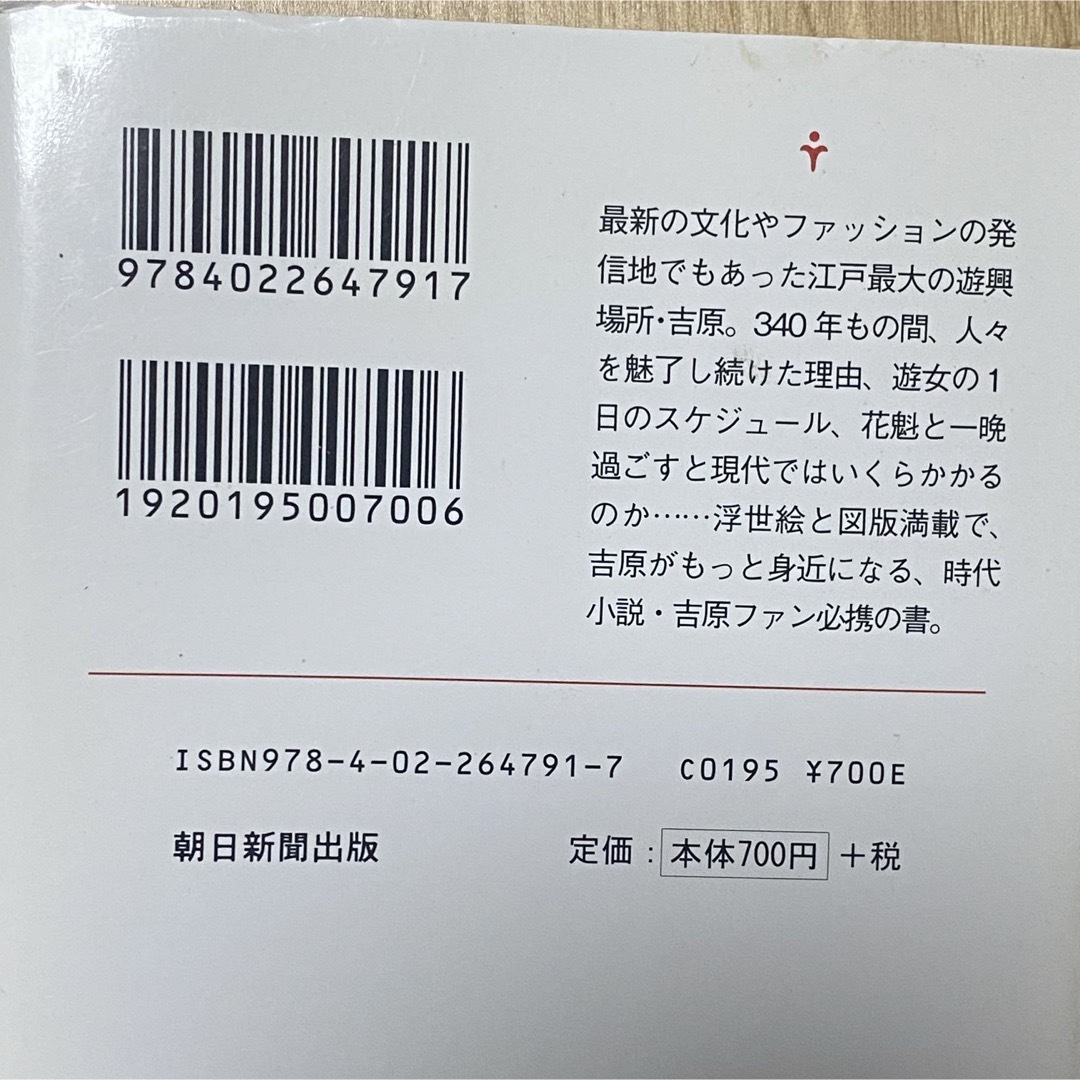 9784022647917
1920195007006
最新の文化やファッションの発
信地でもあった江戸最大の遊興
場所・吉原。340年もの間、人々
を魅了し続けた理由、遊女の1
日のスケジュール、花魁と一晩
過ごすと現代ではいくらかかる
のか……浮世絵と図版満載で、
吉原がもっと身近になる、時代
小説・吉原ファン必携の書。
ISBN978-4-02-264791-7 C0195 ¥700E
朝日新聞出版 定価：本体700円＋税